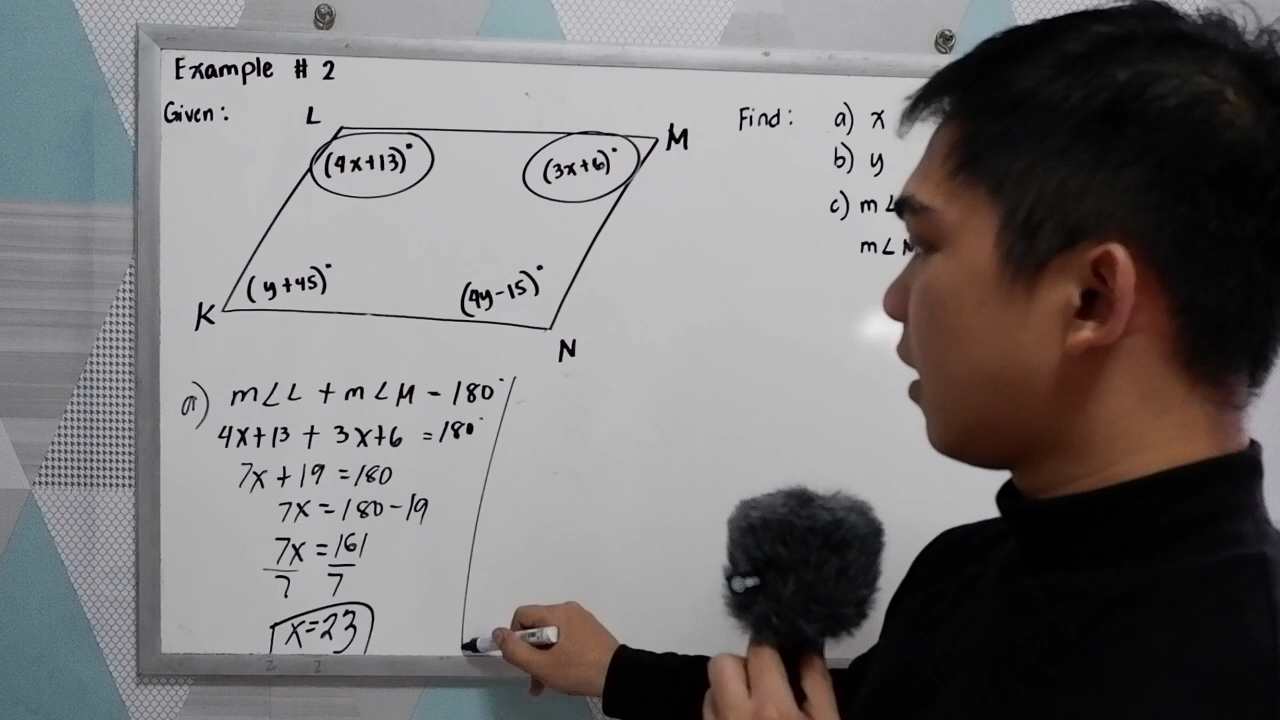 Example # 2
Given:
Find: a) x
b) y
c) m∠
m∠
L
M
(4x+13)°
(3x+6)°
(y+45)°
(4y-15)°
K
N
a) m∠L + m∠M = 180°
4x+13 + 3x+6 = 180°
7x + 19 = 180
7x = 180-19
7x = 161
7 7
x=23